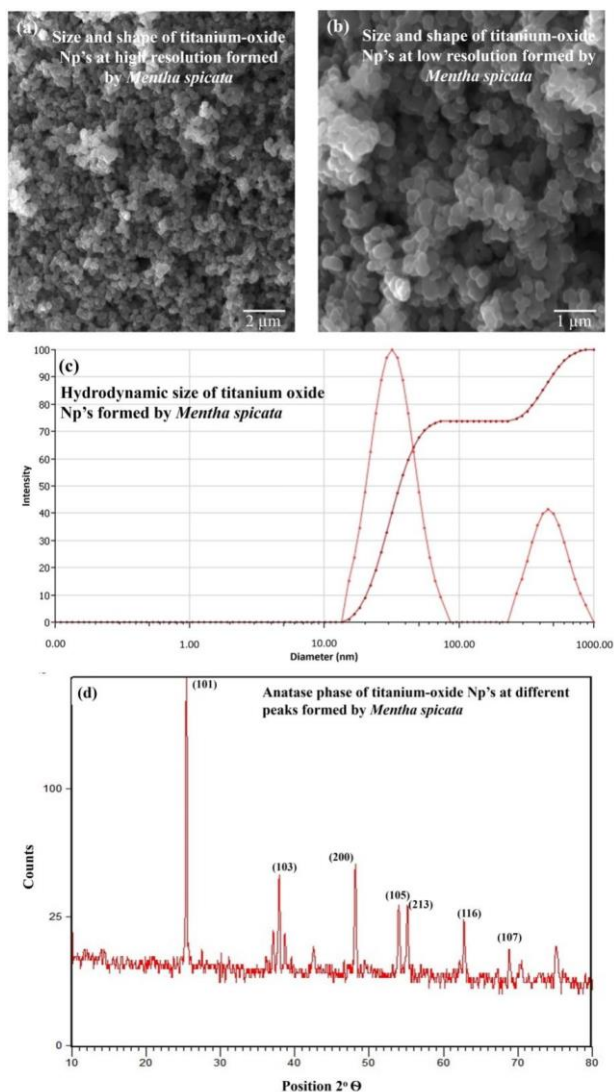 (a)
Size and shape of titanium-oxide
Np's at high resolution formed
by Mentha spicata
2 µm
(b)
Size and shape of titanium-oxide
Np's at low resolution formed by
Mentha spicata
1 µm
(c)
Hydrodynamic size of titanium oxide
Np's formed by Mentha spicata
100
90
80
70
60
50
40
30
20
10
0
Intensity
0.00 1.00 10.00 100.00 1000.00
Diameter (nm)
(d)
Anatase phase of titanium-oxide Np's at different
peaks formed by Mentha spicata
(101)
(103)
(200)
(105)
(213)
(116)
(107)
100
25
0
Counts
10 20 30 40 50 60 70 80
Position 2° Θ